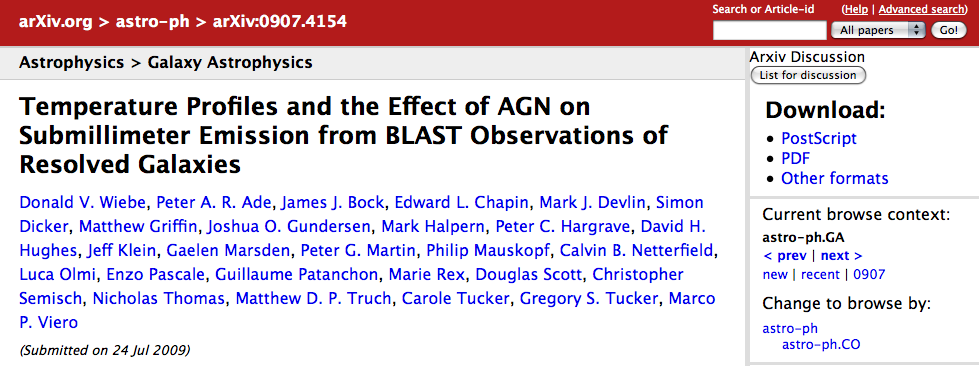 arXiv.org > astro-ph > arXiv:0907.4154
Search or Article-id
(Help | Advanced search)
All papers
Go!
Astrophysics > Galaxy Astrophysics
Temperature Profiles and the Effect of AGN on
Submillimeter Emission from BLAST Observations of
Resolved Galaxies
Donald V. Wiebe, Peter A. R. Ade, James J. Bock, Edward L. Chapin, Mark J. Devlin, Simon
Dicker, Matthew Griffin, Joshua O. Gundersen, Mark Halpern, Peter C. Hargrave, David H.
Hughes, Jeff Klein, Gaelen Marsden, Peter G. Martin, Philip Mauskopf, Calvin B. Netterfield,
Luca Olmi, Enzo Pascale, Guillaume Patanchon, Marie Rex, Douglas Scott, Christopher
Semisch, Nicholas Thomas, Matthew D. P. Truch, Carole Tucker, Gregory S. Tucker, Marco
P. Viero
(Submitted on 24 Jul 2009)
Arxiv Discussion
List for discussion
Download:
• PostScript
• PDF
• Other formats
Current browse context:
astro-ph.GA
< prev | next >
new | recent | 0907
Change to browse by:
astro-ph
astro-ph.CO